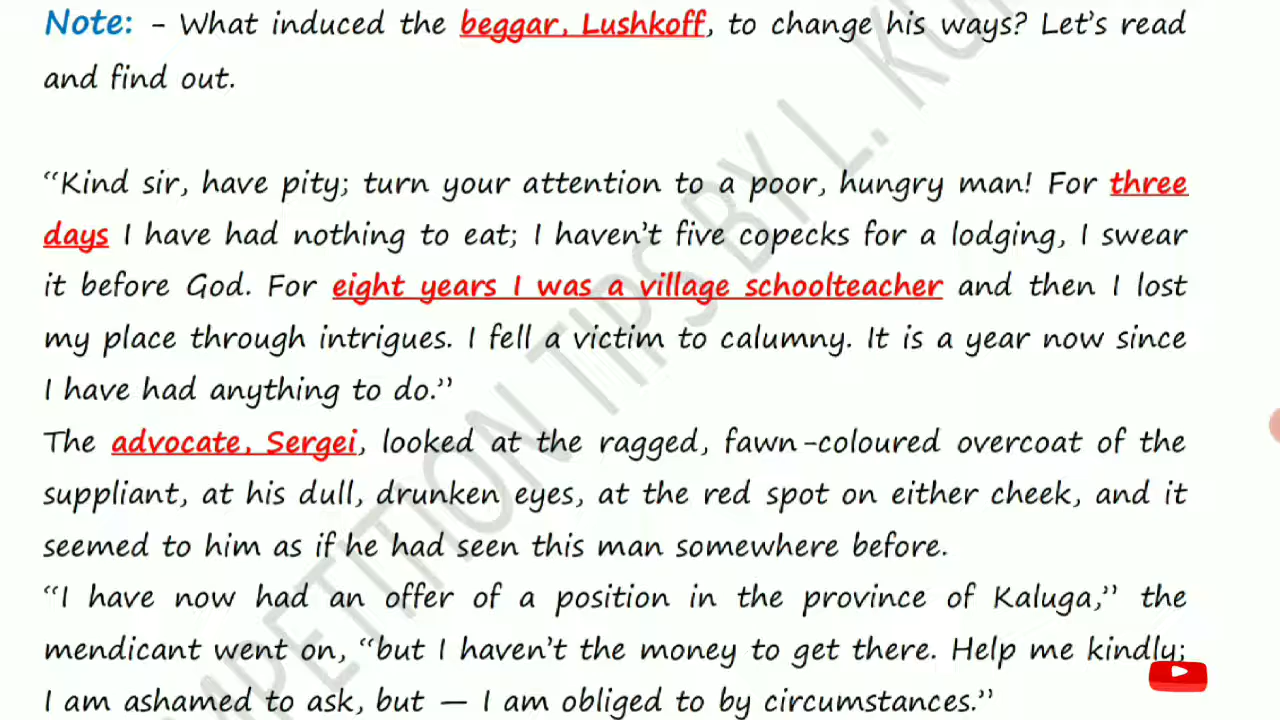 Note: - What induced the beggar, Lushkoff, to change his ways? Let's read
and find out.
"Kind sir, have pity; turn your attention to a poor, hungry man! For three
days I have had nothing to eat; I haven't five copecks for a lodging, I swear
it before God. For eight years I was a village schoolteacher and then I lost
my place through intrigues. I fell a victim to calumny. It is a year now since
I have had anything to do."
The advocate, Sergei, looked at the ragged, fawn-coloured overcoat of the
suppliant, at his dull, drunken eyes, at the red spot on either cheek, and it
seemed to him as if he had seen this man somewhere before.
"I have now had an offer of a position in the province of Kaluga," the
mendicant went on, "but I haven't the money to get there. Help me kindly;
I am ashamed to ask, but — I am obliged to by circumstances."
TIPS BY L.